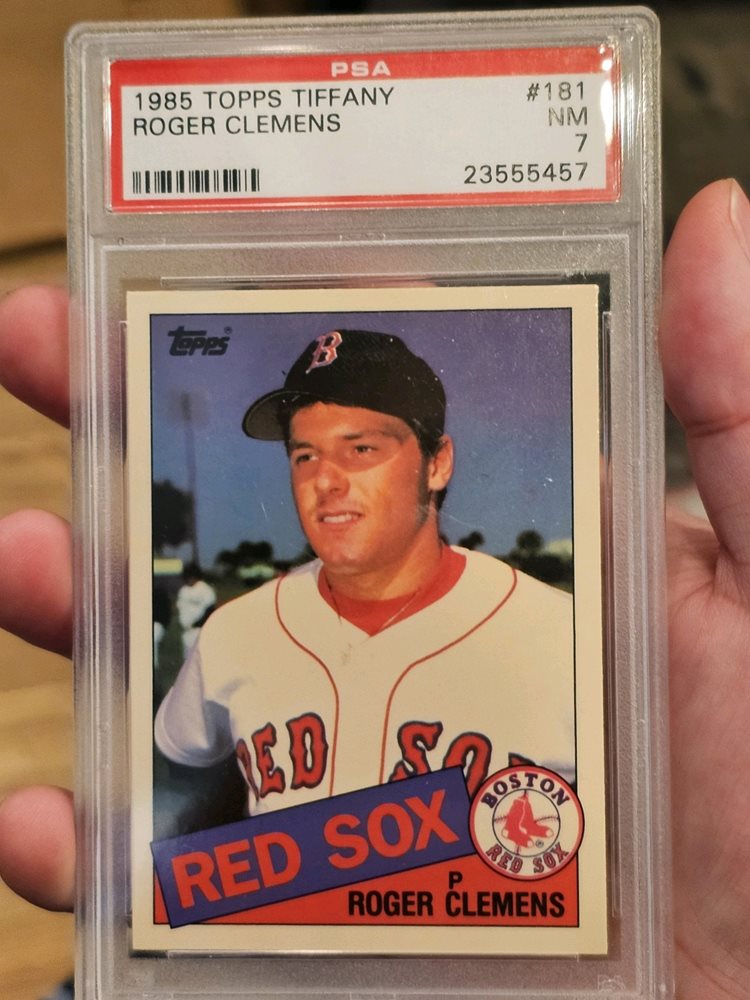 PSA
1985 TOPPS TIFFANY #181
ROGER CLEMENS NM
7
23555457
Topps®
B
RED SOX
BOSTON
RED SOX
RED SOX
P
ROGER CLEMENS